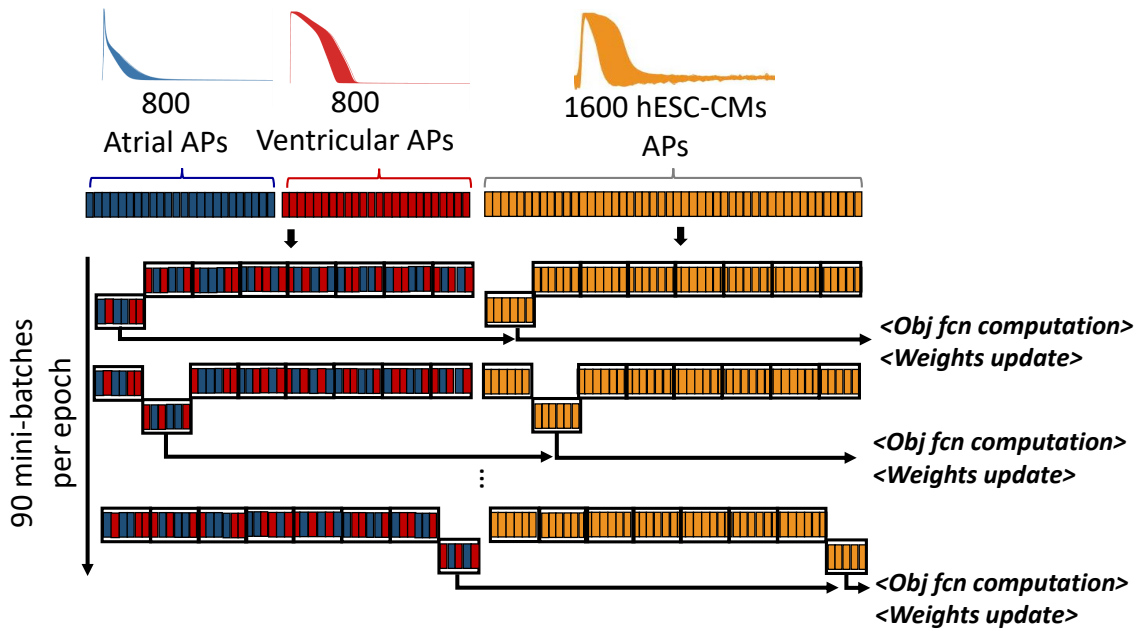 800
Atrial APs
800
Ventricular APs
1600 hESC-CMs
APs
90 mini-batches
per epoch
<Obj fcn computation>
<Weights update>
<Obj fcn computation>
<Weights update>
...
<Obj fcn computation>
<Weights update>